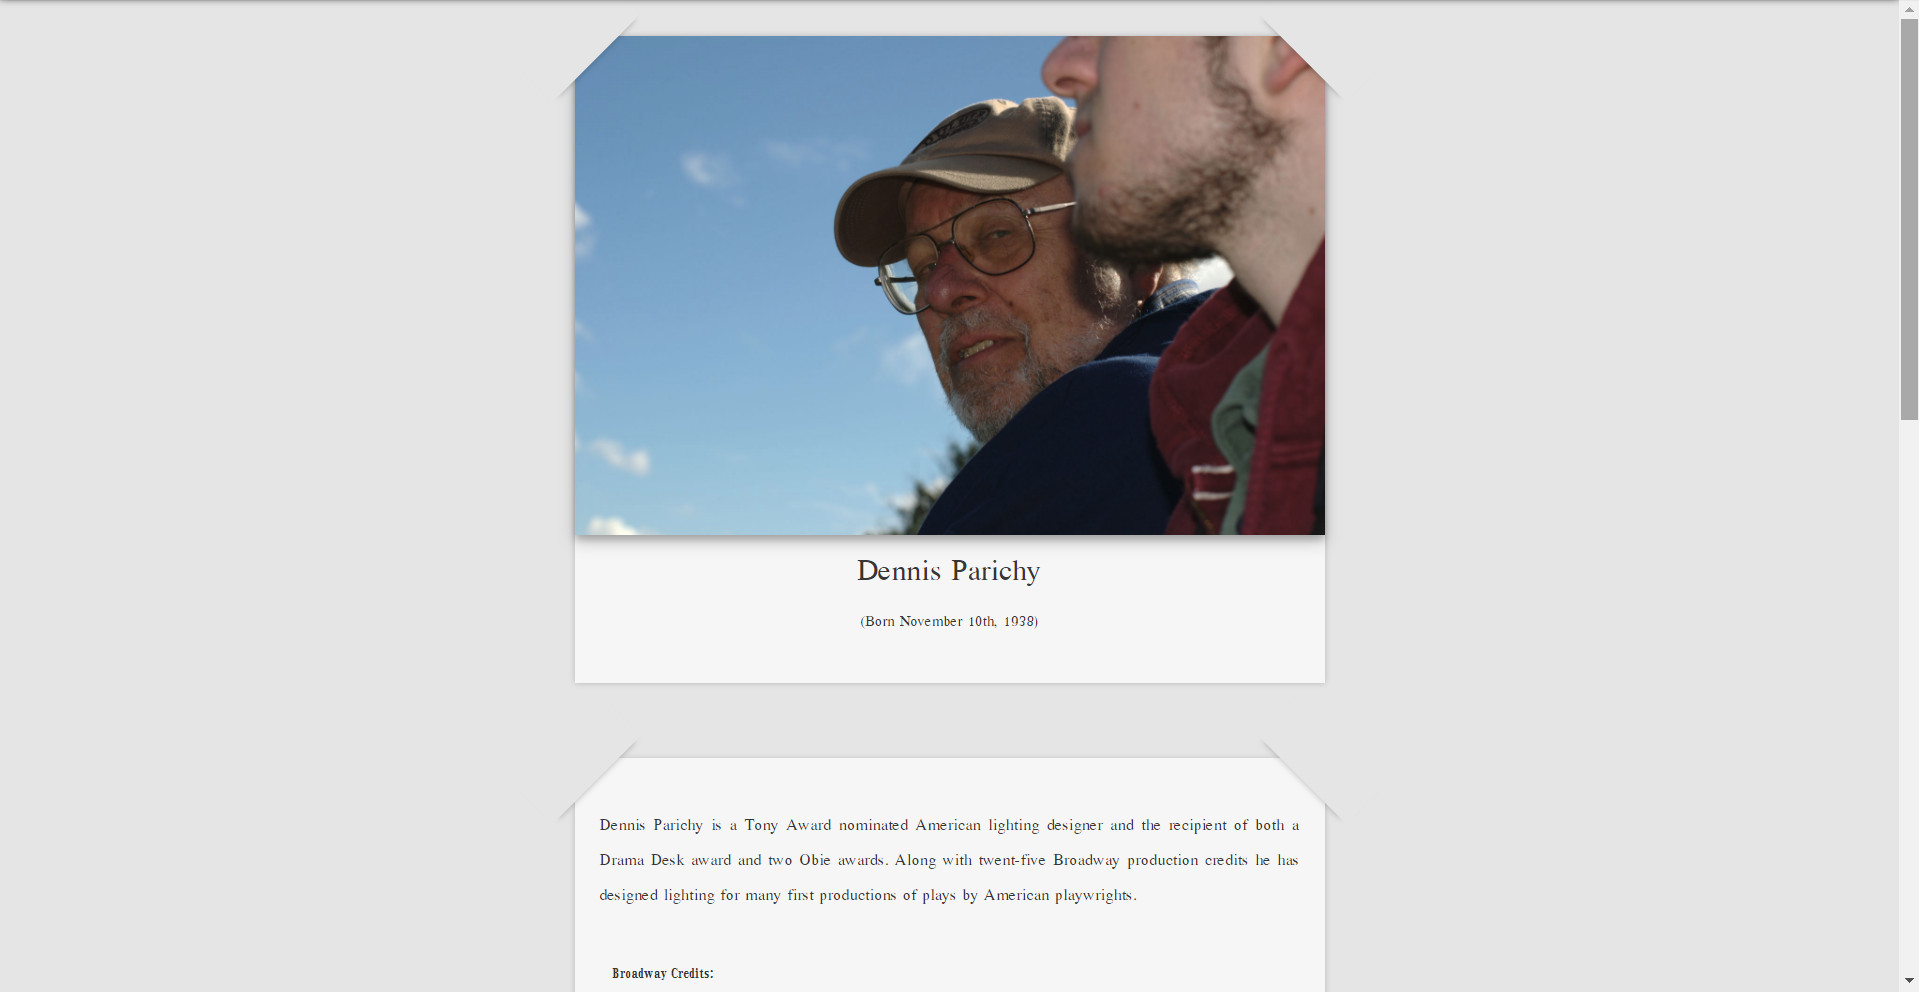 Dennis Parichy
(Born November 10th, 1938)
Dennis Parichy is a Tony Award nominated American lighting designer and the recipient of both a
Drama Desk award and two Obie awards. Along with twent-five Broadway production credits he has
designed lighting for many first productions of plays by American playwrights.
Broadway Credits: